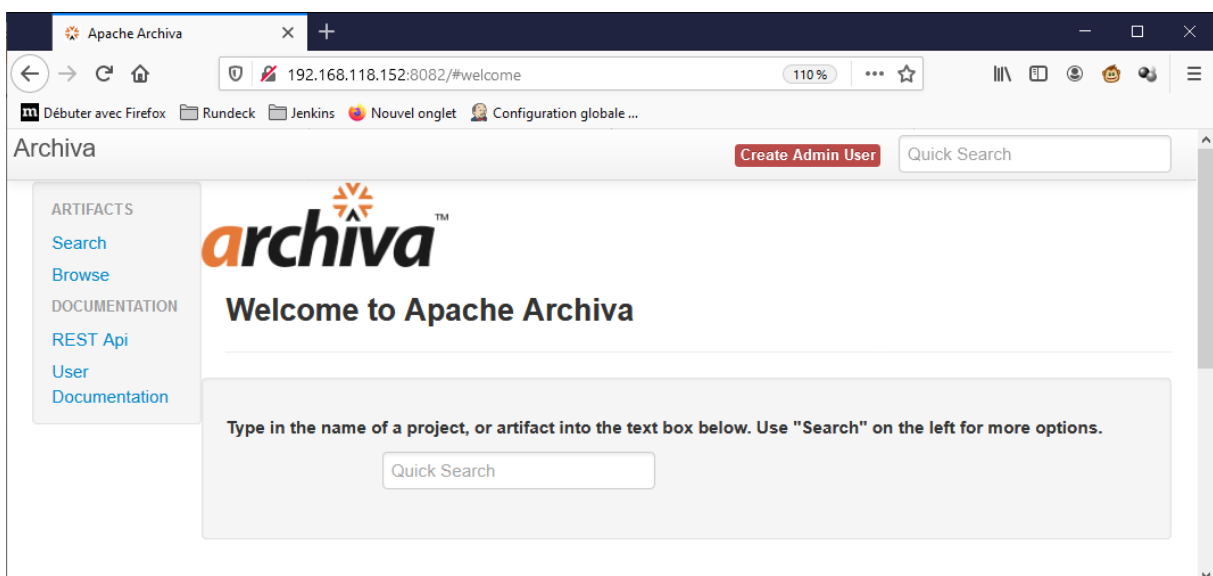 Apache Archiva
192.168.118.152:8082/#welcome
110 %
Débuter avec Firefox Rundeck Jenkins Nouvel onglet Configuration globale ...
Archiva
Create Admin User
Quick Search
ARTIFACTS
Search
Browse
DOCUMENTATION
REST Api
User
Documentation
archiva™
Welcome to Apache Archiva
Type in the name of a project, or artifact into the text box below. Use "Search" on the left for more options.
Quick Search